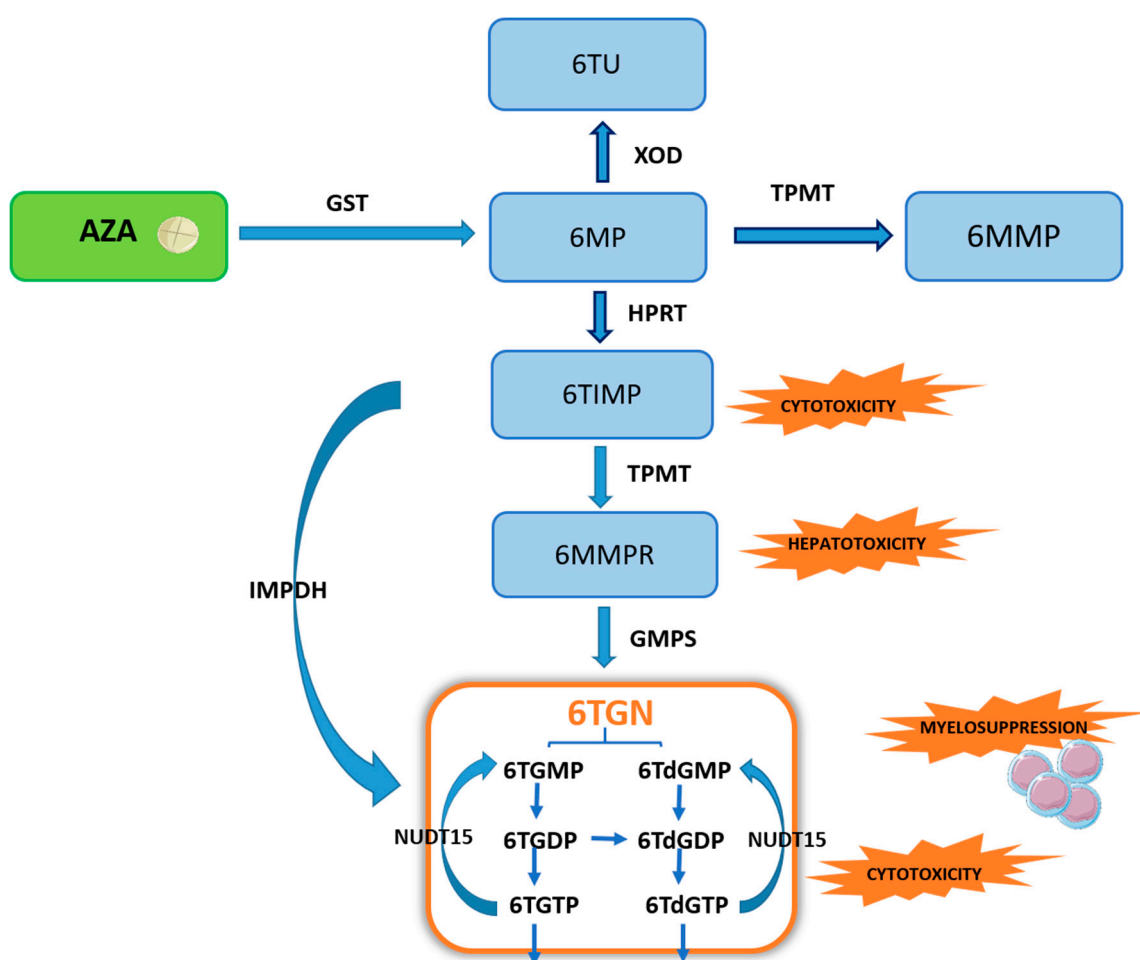 6TU
XOD
GST
TPMT
AZA
6MP
6MMP
HPRT
6TIMP
CYTOTOXICITY
TPMT
6MMPR
HEPATOTOXICITY
IMPDH
GMPS
6TGN
MYELOSUPPRESSION
6TGMP
6TdGMP
NUDT15
6TGDP
6TdGDP
NUDT15
CYTOTOXICITY
6TGTP
6TdGTP